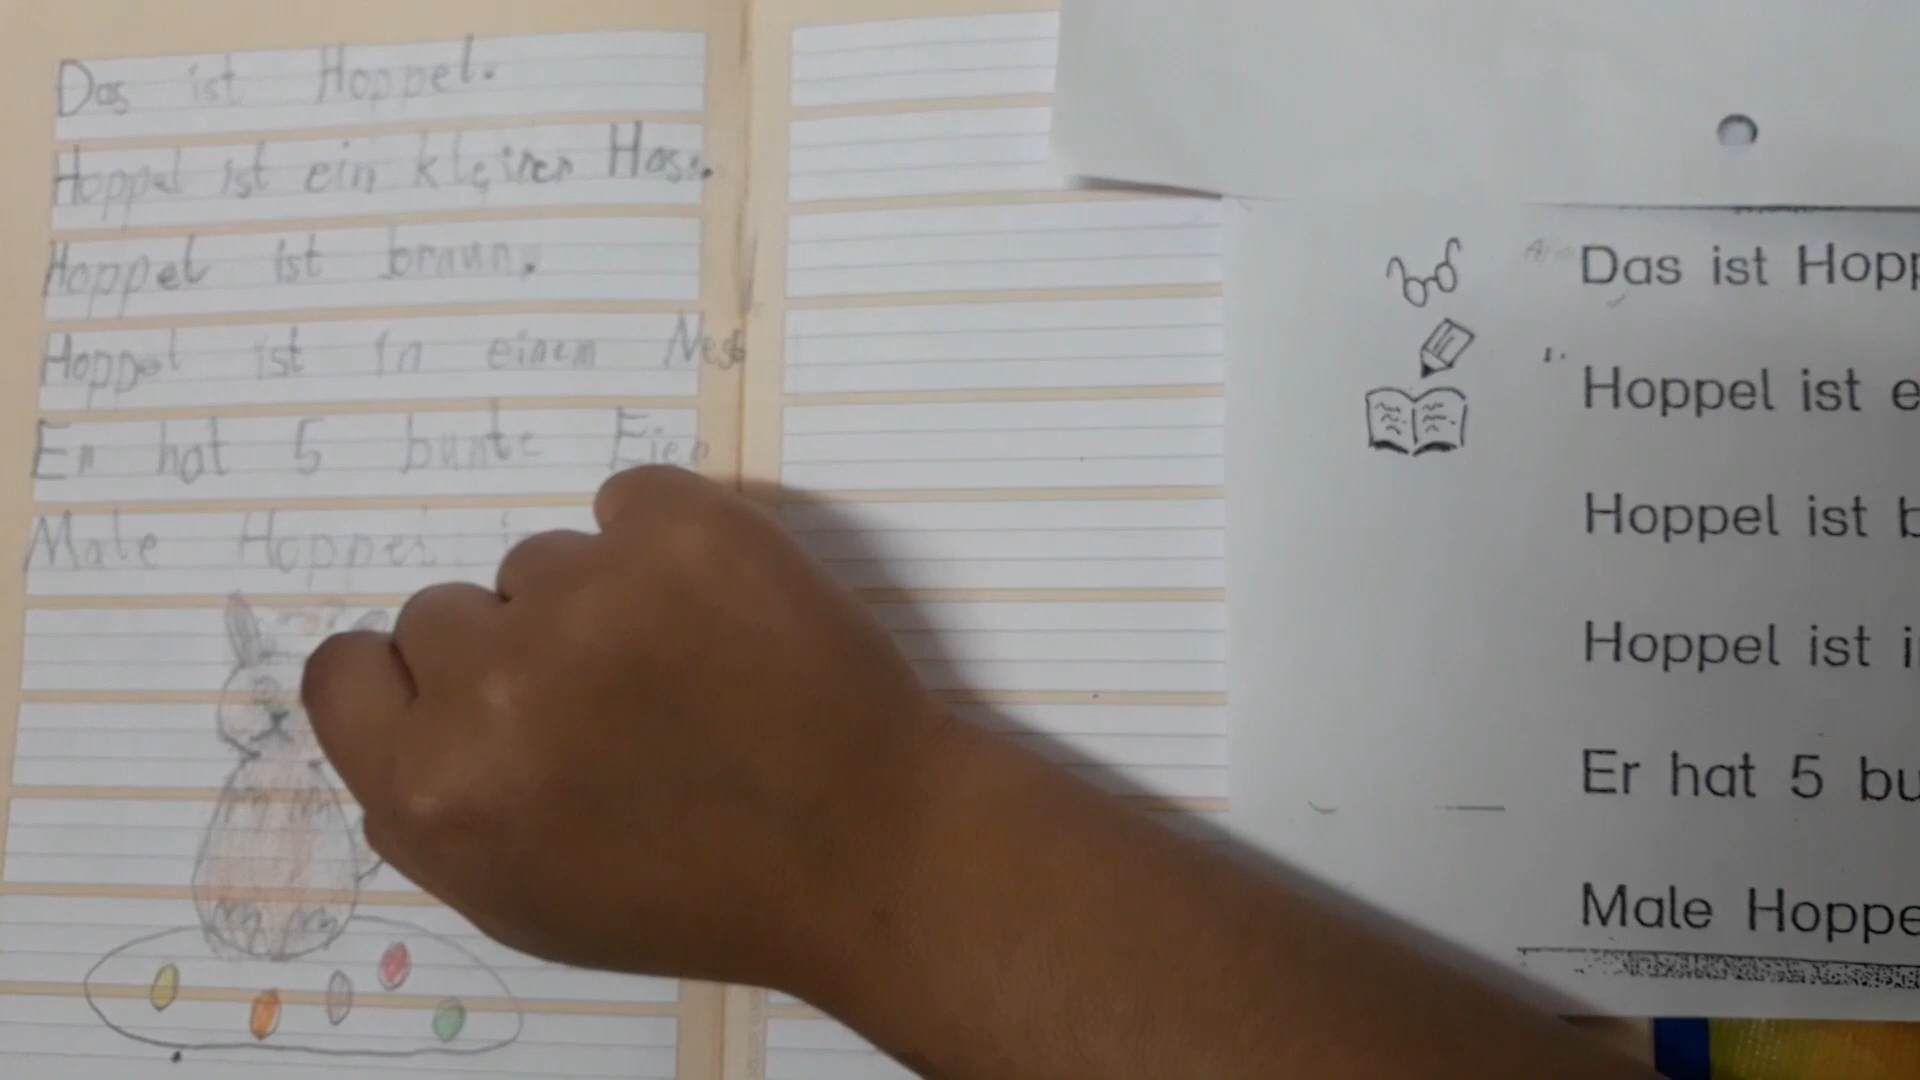 Das ist Hoppel.
Hoppel ist ein kleiner Hase.
Hoppel ist braun.
Hoppel ist in einem Nest
Er hat 5 bunte Eier
Male Hoppel
Das ist Hopp
1.
Hoppel ist e
Hoppel ist b
Hoppel ist i
Er hat 5 bu
Male Hoppe